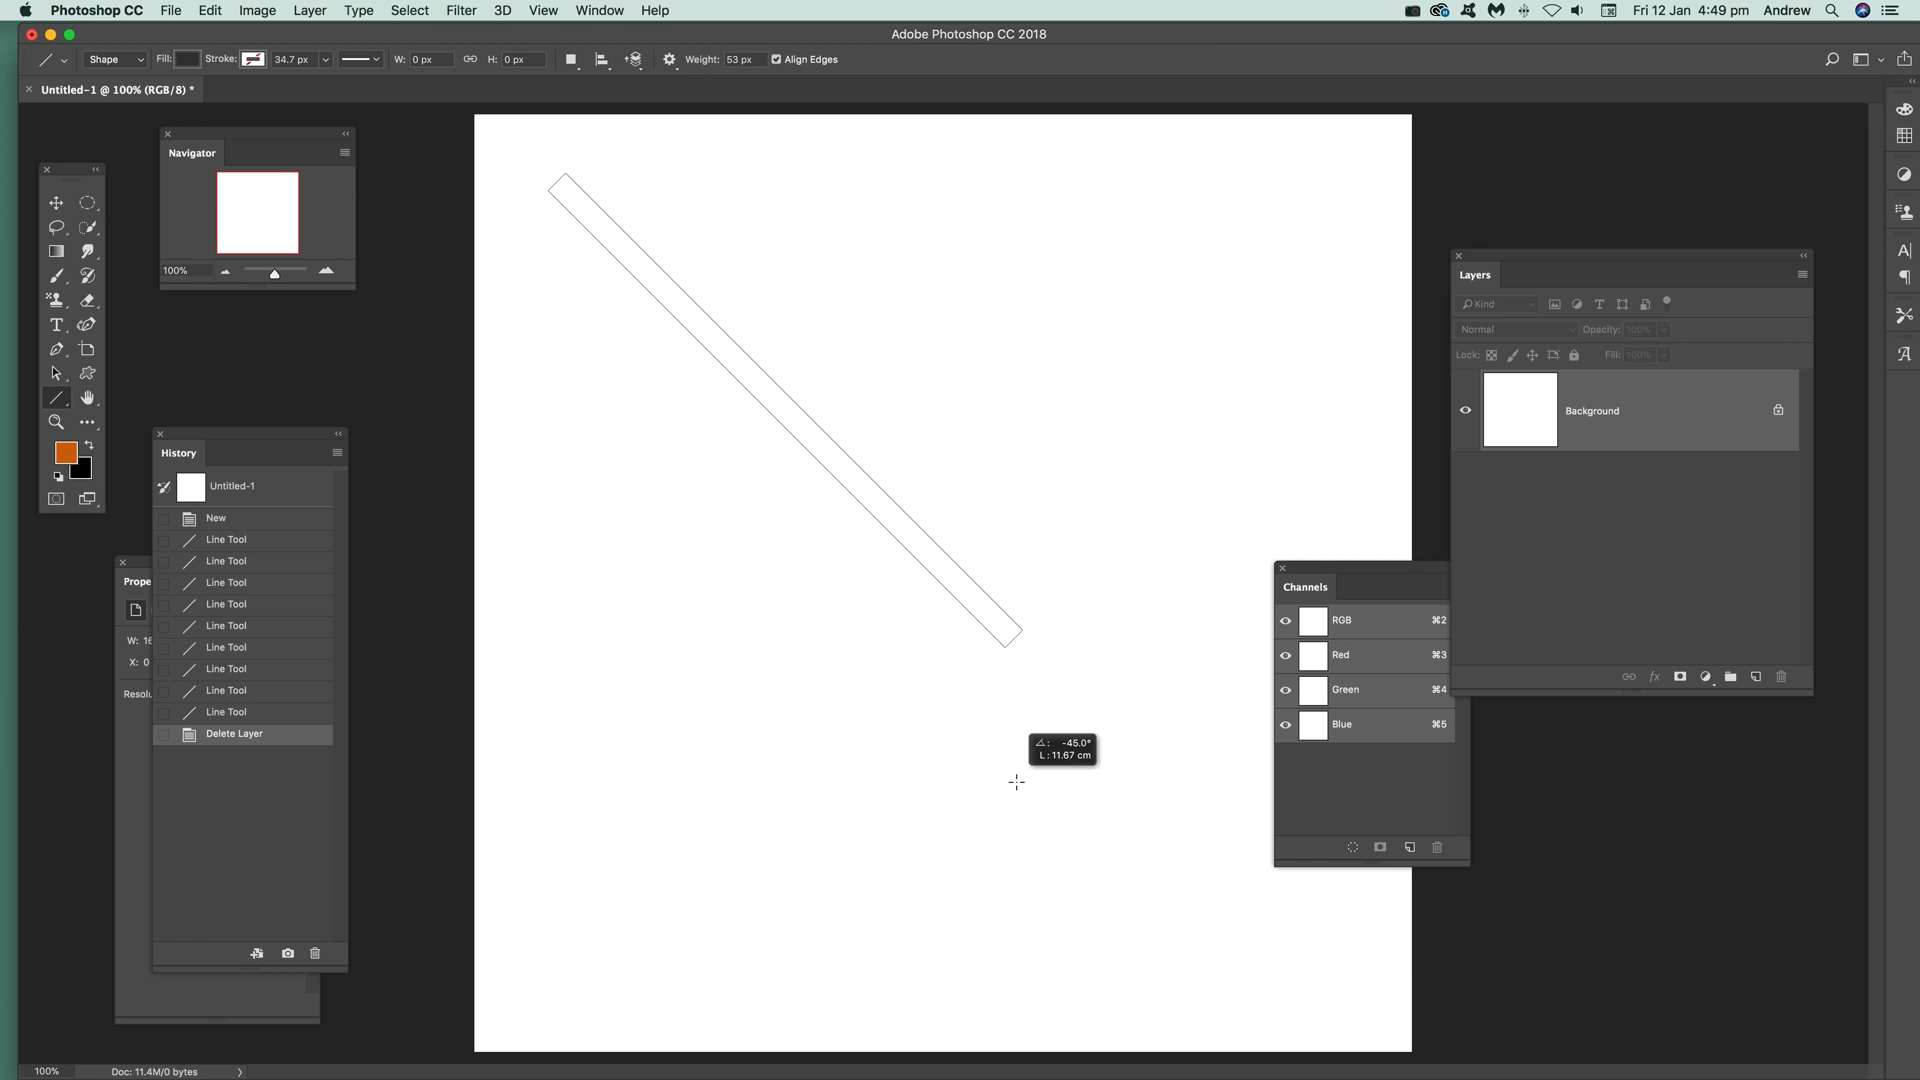 Photoshop CC File Edit Image Layer Type Select Filter 3D View Window Help Fri 12 Jan 4:49 pm Andrew
Adobe Photoshop CC 2018
Shape Fill: Stroke: 34.7 px W: 0 px H: 0 px Weight: 53 px Align Edges
Untitled-1 @ 100% (RGB/8) *
Navigator
100%
History
Untitled-1
New
Line Tool
Line Tool
Line Tool
Line Tool
Line Tool
Line Tool
Line Tool
Line Tool
Line Tool
Delete Layer
Prope
W: 16
X: 0
Resolu
-45.0°
L: 11.67 cm
Channels
RGB ⌘2
Red ⌘3
Green ⌘4
Blue ⌘5
Layers
Kind
Normal Opacity: 100%
Lock: Fill: 100%
Background
fx
100% Doc: 11.4M/0 bytes